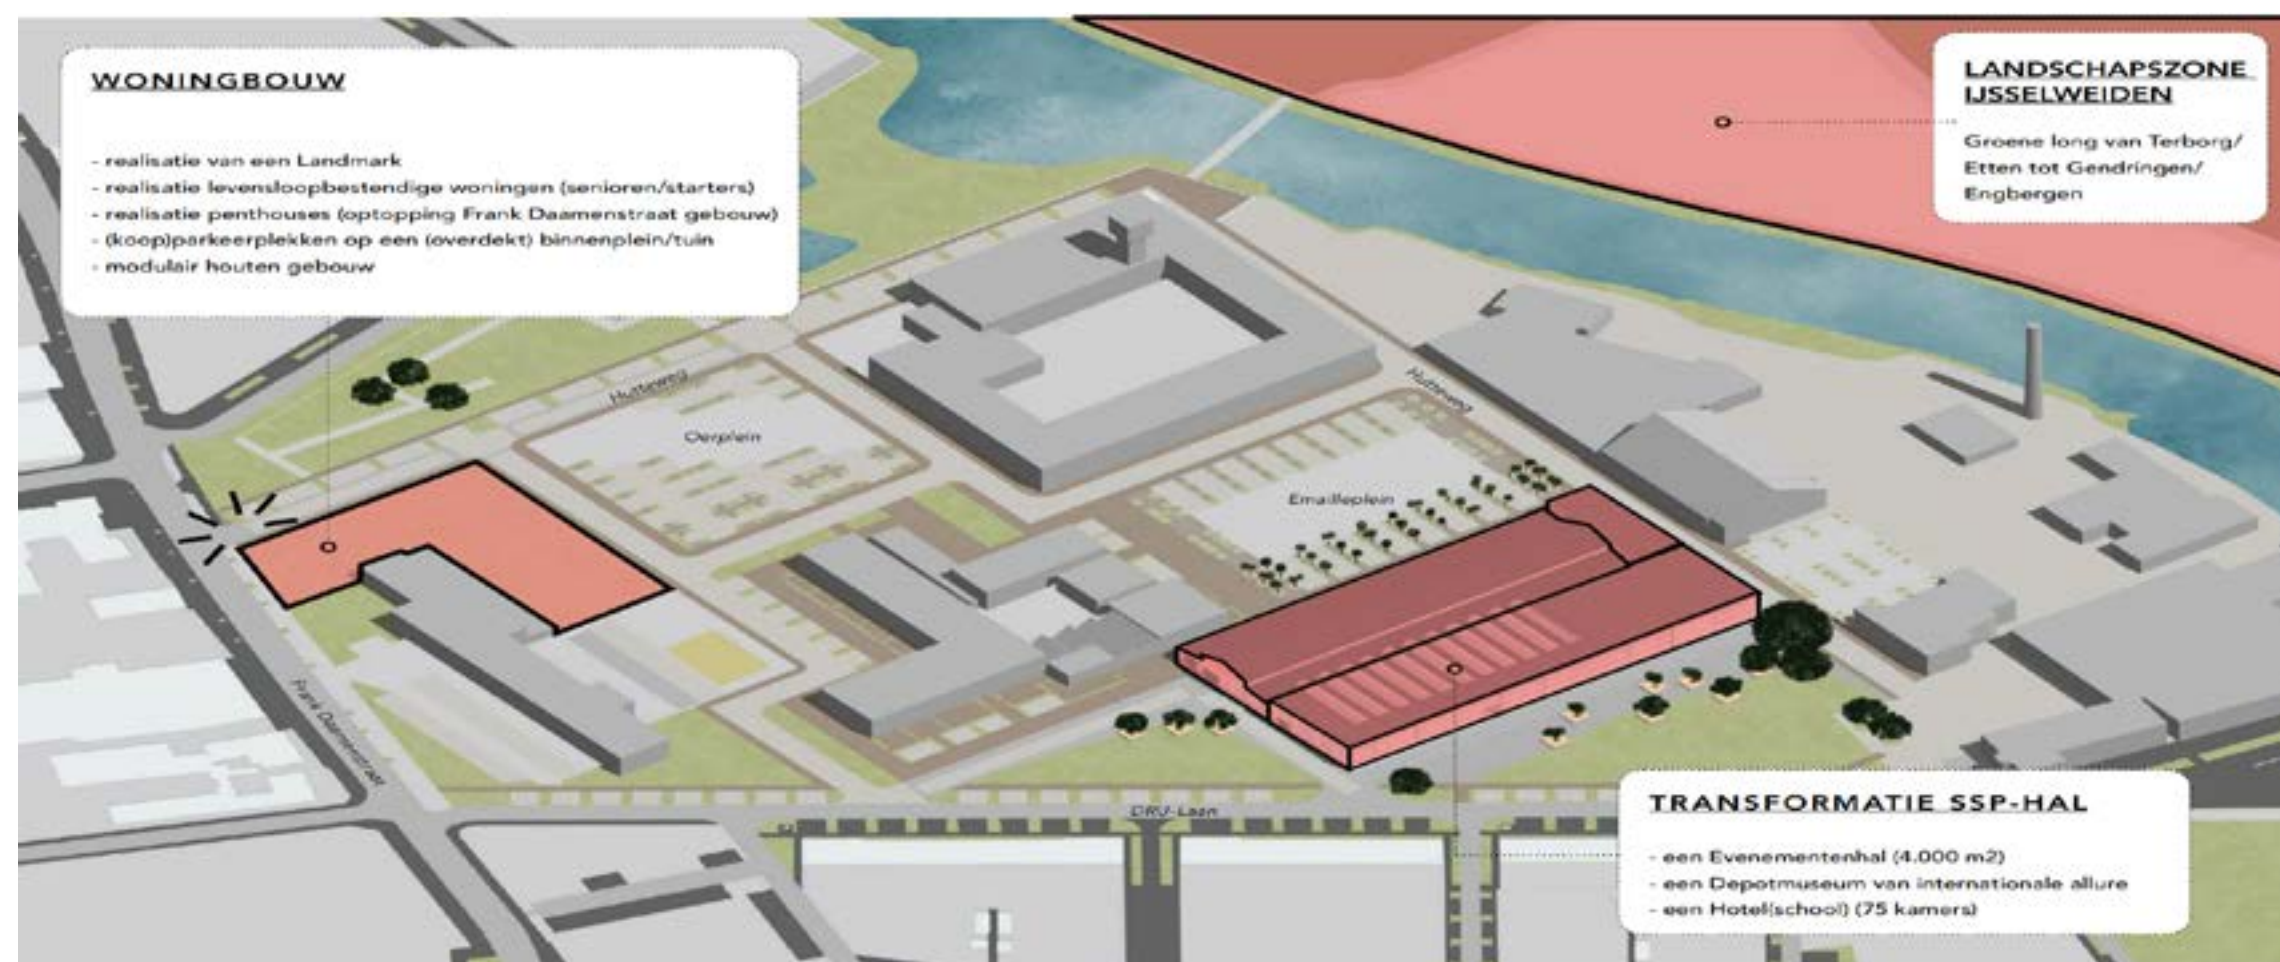 WONINGBOUW
- realisatie van een Landmark
- realisatie levensloopbestendige woningen (senioren/starters)
- realisatie penthouses (optopping Frank Daamenstraat gebouw)
- (koop)parkeerplekken op een (overdekt) binnenplein/tuin
- modulair houten gebouw
LANDSCHAPSZONE
IJSSELWEIDEN
Groene long van Terborg/
Etten tot Gendringen/
Engbergen
Hutteweg
Oerplein
Hutteweg
Emailleplein
Frank Daamenstraat
DRU-Laan
TRANSFORMATIE SSP-HAL
- een Evenementenhal (4.000 m2)
- een Depotmuseum van internationale allure
- een Hotel(school) (75 kamers)